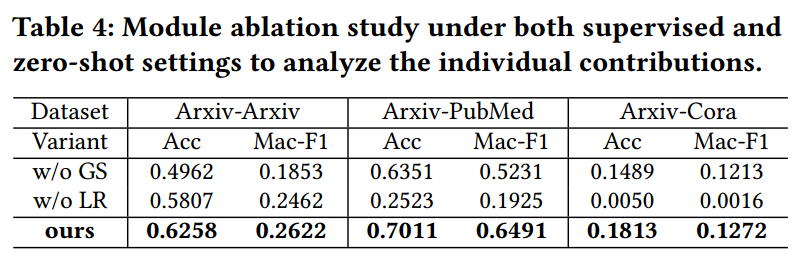 Table 4: Module ablation study under both supervised and
zero-shot settings to analyze the individual contributions.
Dataset Arxiv-Arxiv Arxiv-PubMed Arxiv-Cora
Variant Acc Mac-F1 Acc Mac-F1 Acc Mac-F1
w/o GS 0.4962 0.1853 0.6351 0.5231 0.1489 0.1213
w/o LR 0.5807 0.2462 0.2523 0.1925 0.0050 0.0016
ours 0.6258 0.2622 0.7011 0.6491 0.1813 0.1272